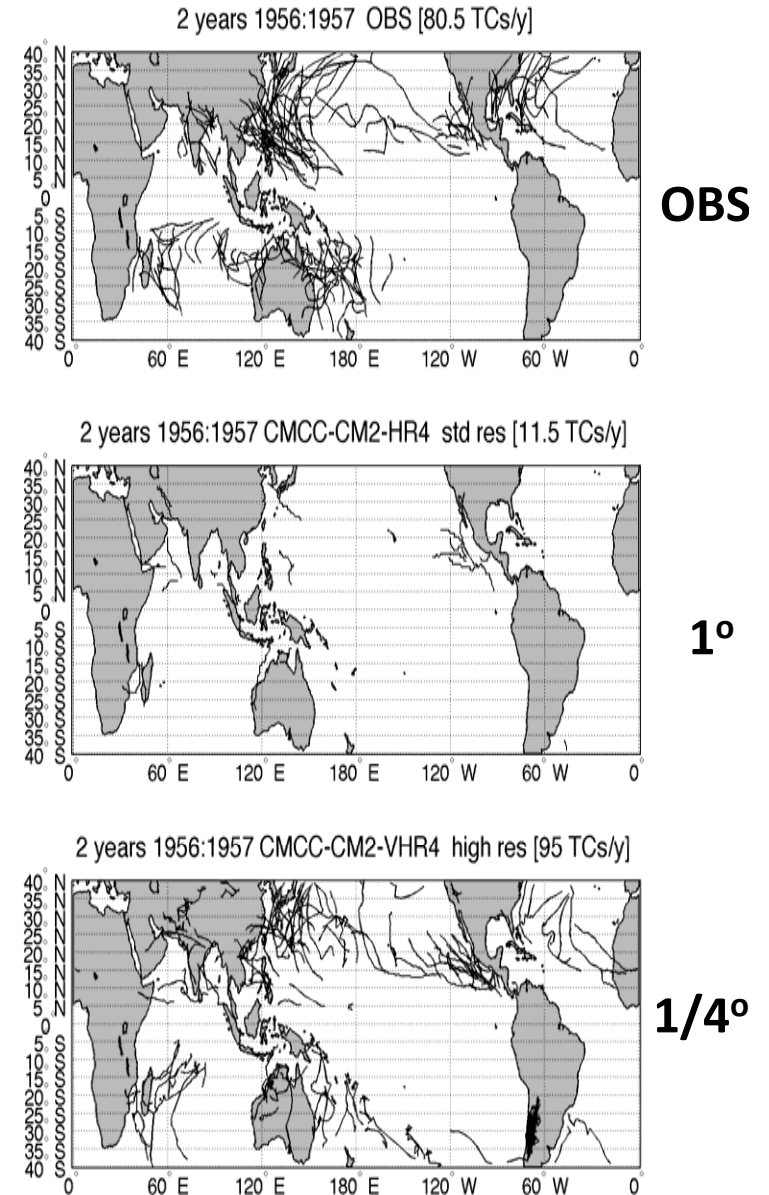 2 years 1956:1957 OBS [80.5 TCs/y]
40° N
35° N
30° N
25° N
20° N
15° N
10° N
5° N
0°
5° S
10° S
15° S
20° S
25° S
30° S
35° S
40° S
0° 60° E 120° E 180° E 120° W 60° W 0°
OBS
2 years 1956:1957 CMCC-CM2-HR4 std res [11.5 TCs/y]
40° N
35° N
30° N
25° N
20° N
15° N
10° N
5° N
0°
5° S
10° S
15° S
20° S
25° S
30° S
35° S
40° S
0° 60° E 120° E 180° E 120° W 60° W 0°
1º
2 years 1956:1957 CMCC-CM2-VHR4 high res [95 TCs/y]
40° N
35° N
30° N
25° N
20° N
15° N
10° N
5° N
0°
5° S
10° S
15° S
20° S
25° S
30° S
35° S
40° S
0° 60° E 120° E 180° E 120° W 60° W 0°
1/4º